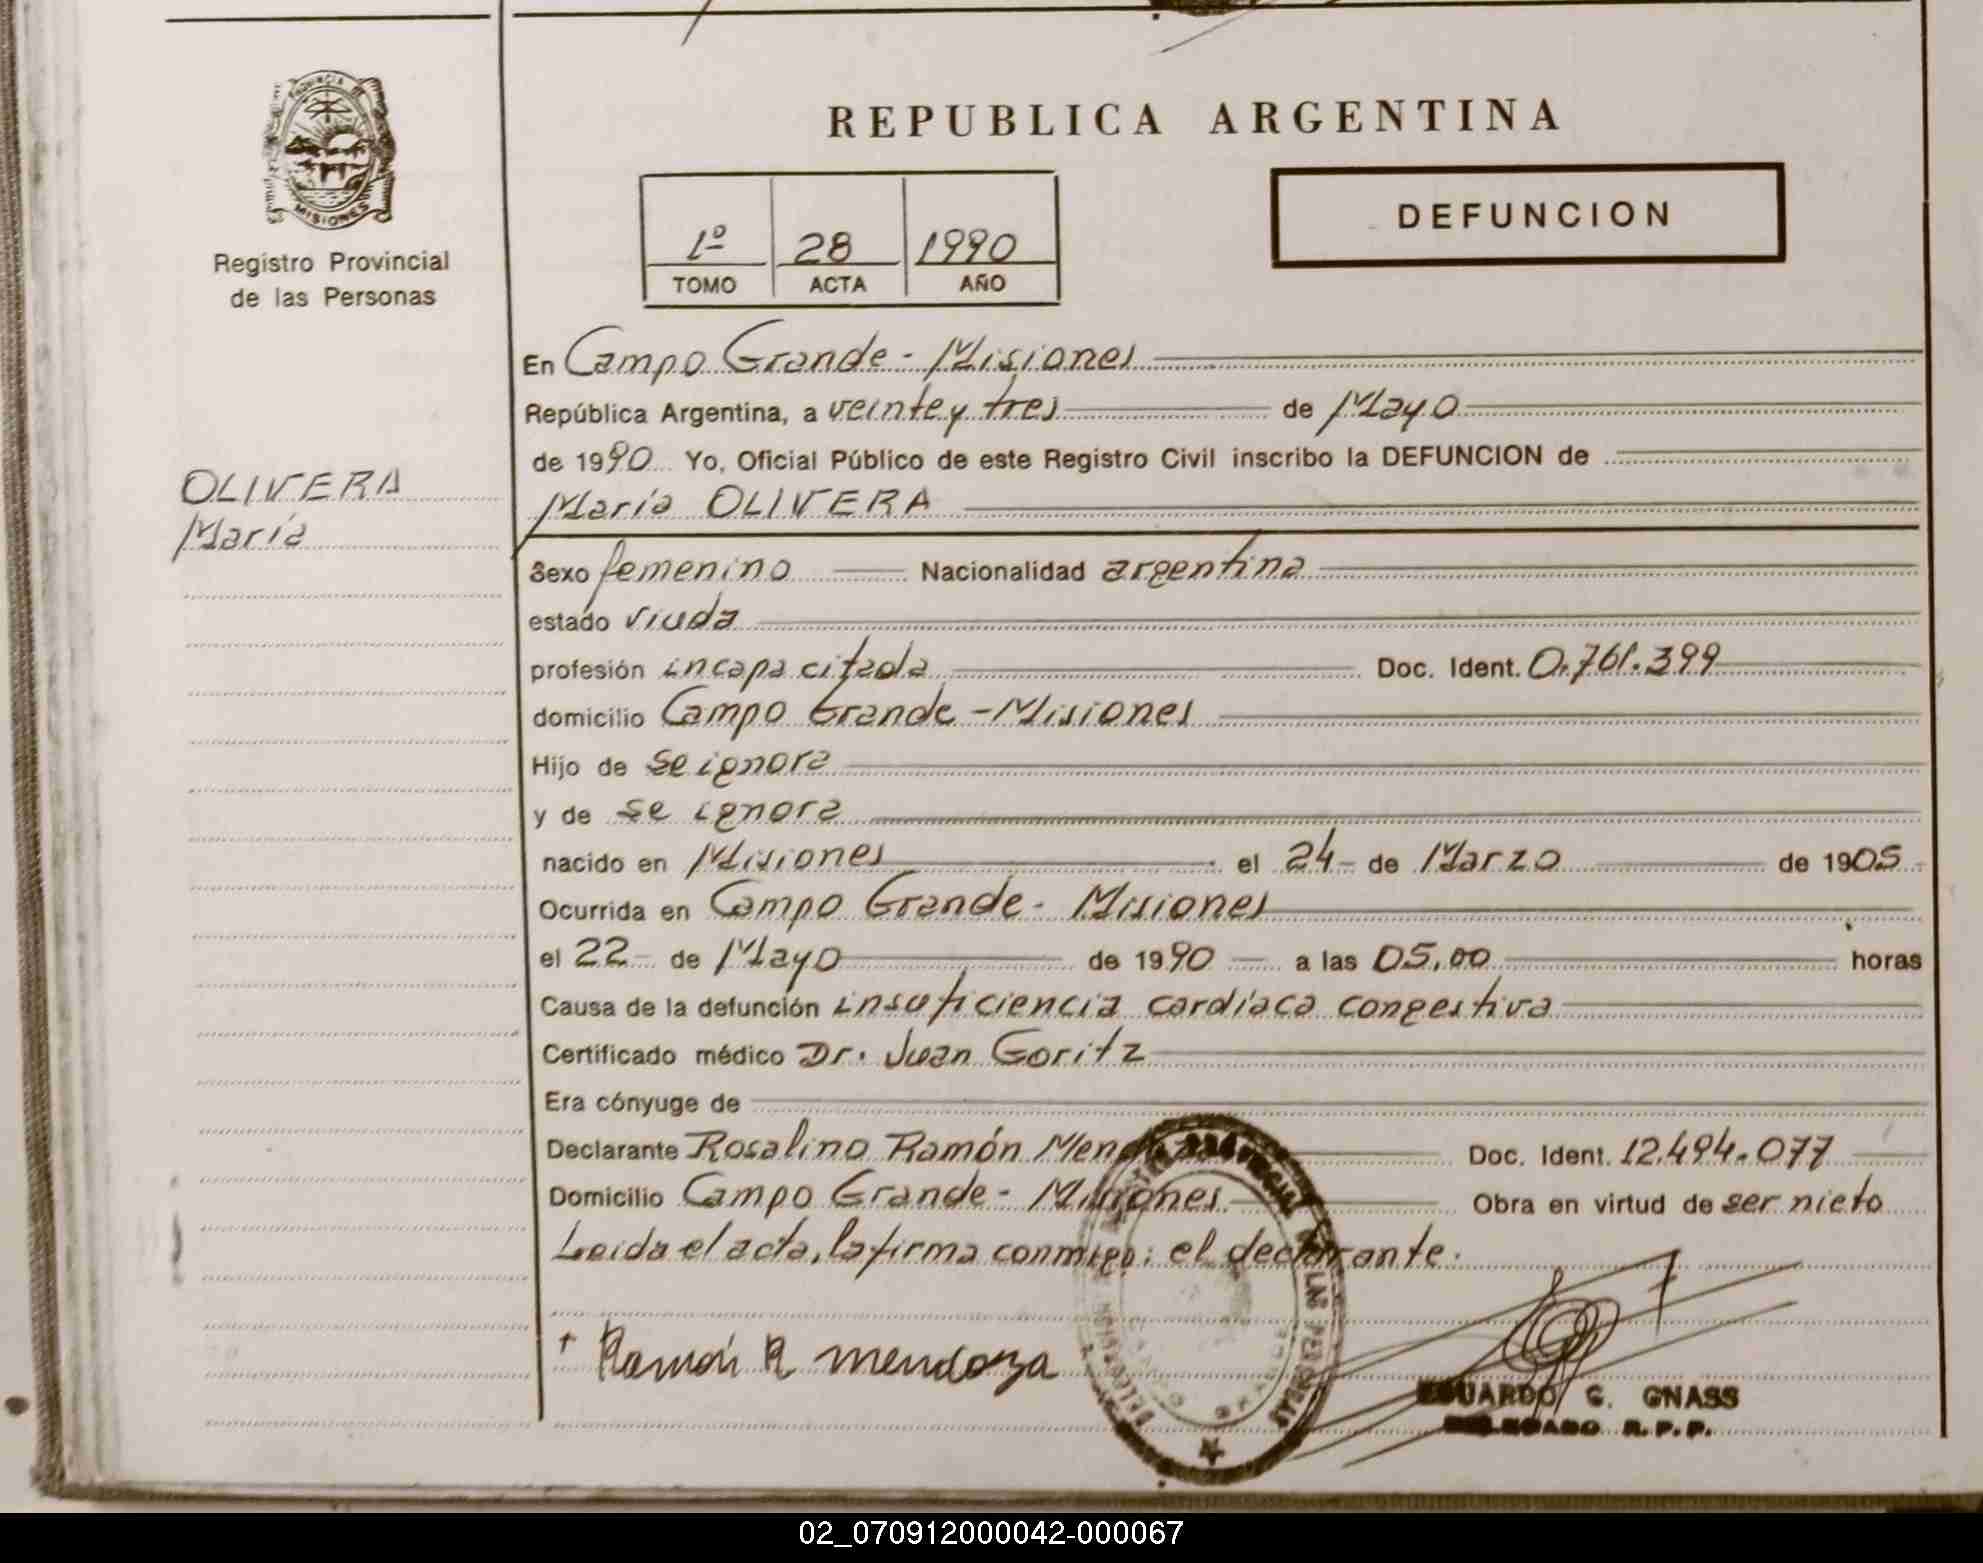 PROVINCIA DE
MISIONES
Registro Provincial
de las Personas
OLIVERA
María
REPUBLICA ARGENTINA
1º 28 1990
TOMO ACTA AÑO
DEFUNCION
En Campo Grande - Misiones
República Argentina, a veinte y tres de Mayo
de 1990 Yo, Oficial Público de este Registro Civil inscribo la DEFUNCION de
María OLIVERA
Sexo femenino Nacionalidad argentina
estado viuda
profesión incapacitada Doc. Ident. 0.761.399
domicilio Campo Grande - Misiones
Hijo de se ignora
y de se ignora
nacido en Misiones el 24 de Marzo de 1905
Ocurrida en Campo Grande - Misiones
el 22 de Mayo de 1990 a las 05,00 horas
Causa de la defunción insuficiencia cardíaca congestiva
Certificado médico Dr. Juan Goritz
Era cónyuge de
Declarante Rosalino Ramón Mendoza Doc. Ident. 12.494.077
Domicilio Campo Grande - Misiones Obra en virtud de ser nieto
Leida el acta, la firma conmigo: el declarante.
Ramón R mendoza
EDUARDO G. GNASS
DELEGADO R.P.P.
02_070912000042-000067